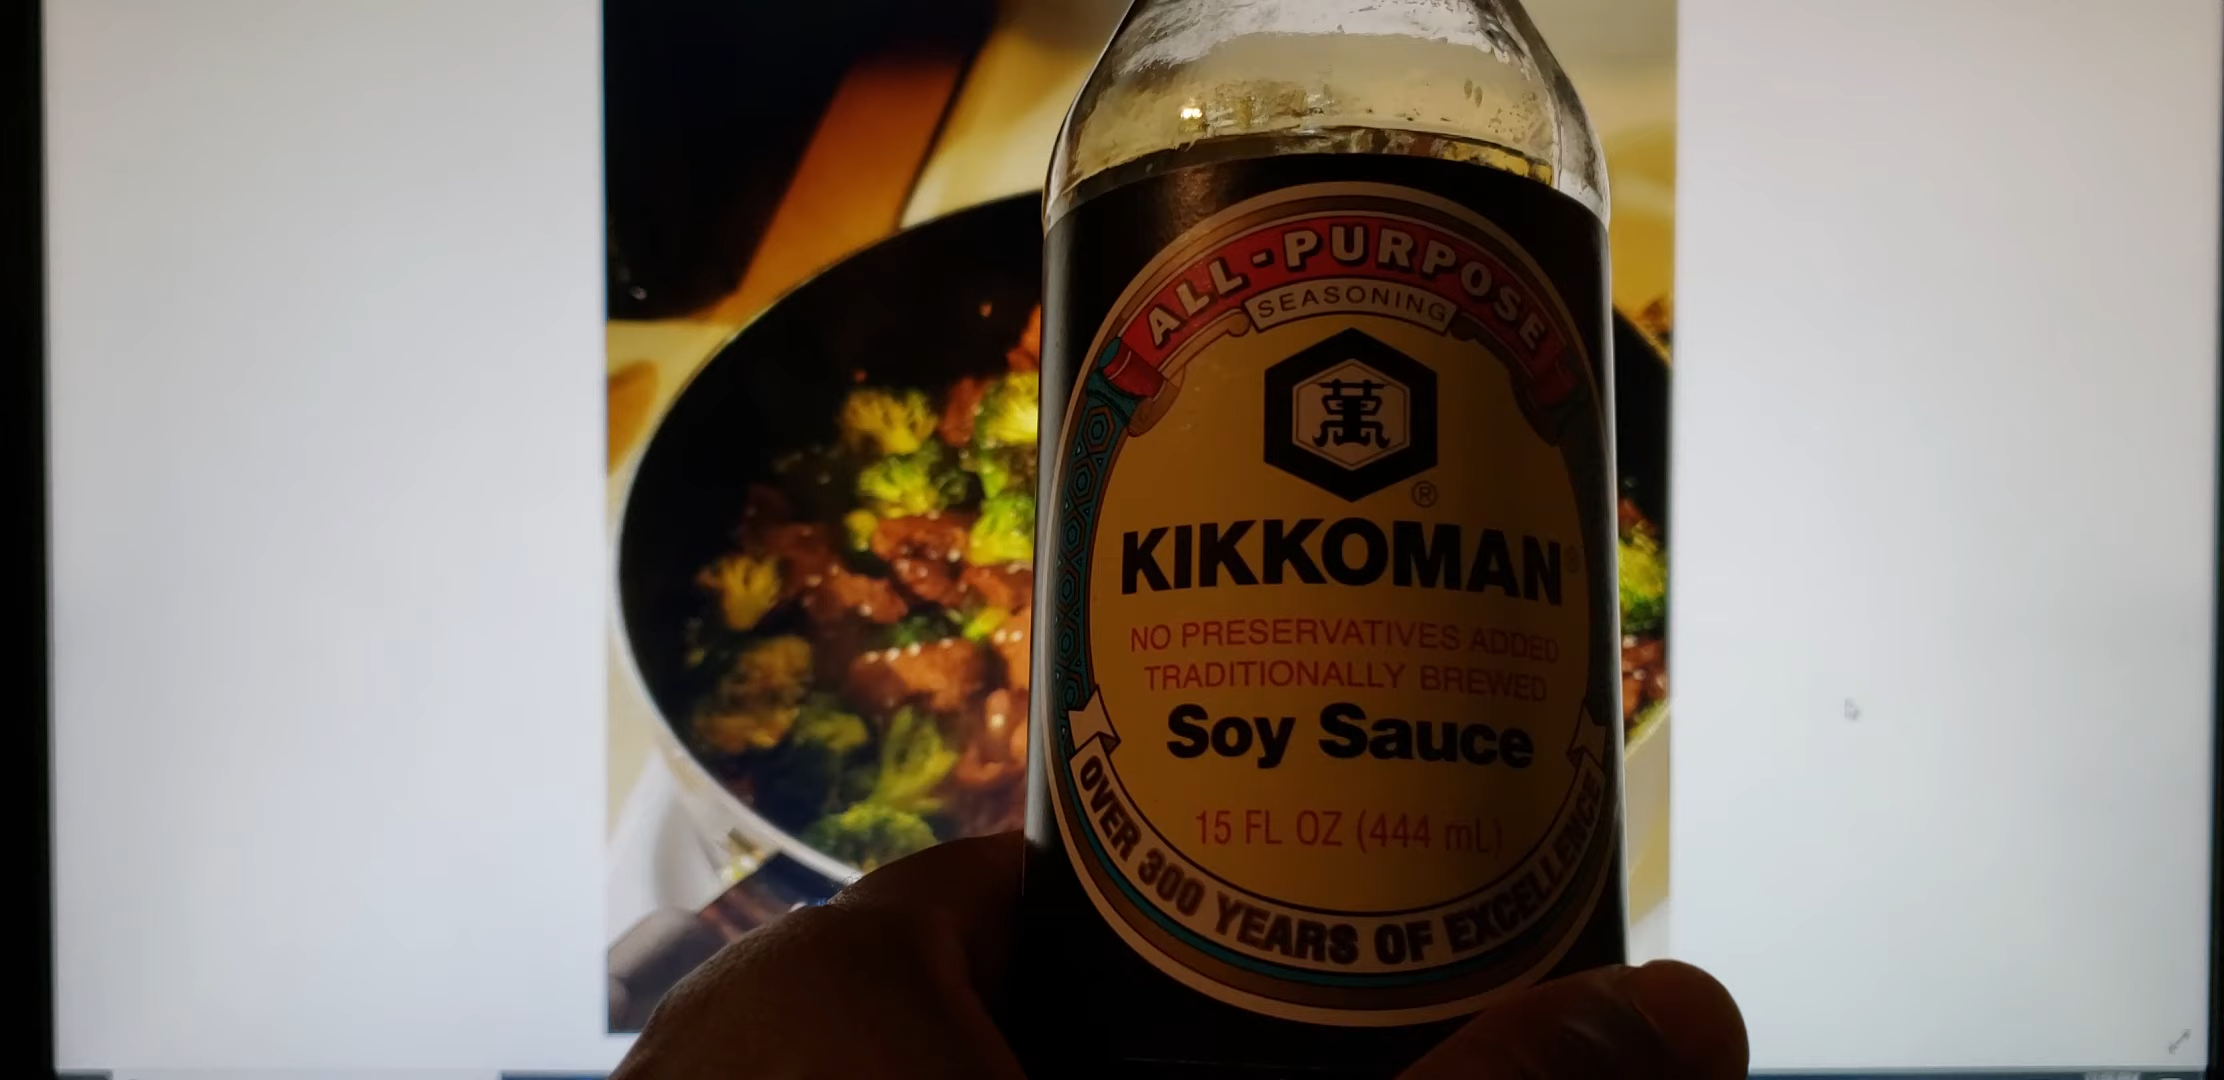 ALL-PURPOSE
SEASONING
萬
®
KIKKOMAN®
NO PRESERVATIVES ADDED
TRADITIONALLY BREWED
Soy Sauce
15 FL OZ (444 mL)
OVER 300 YEARS OF EXCELLENCE